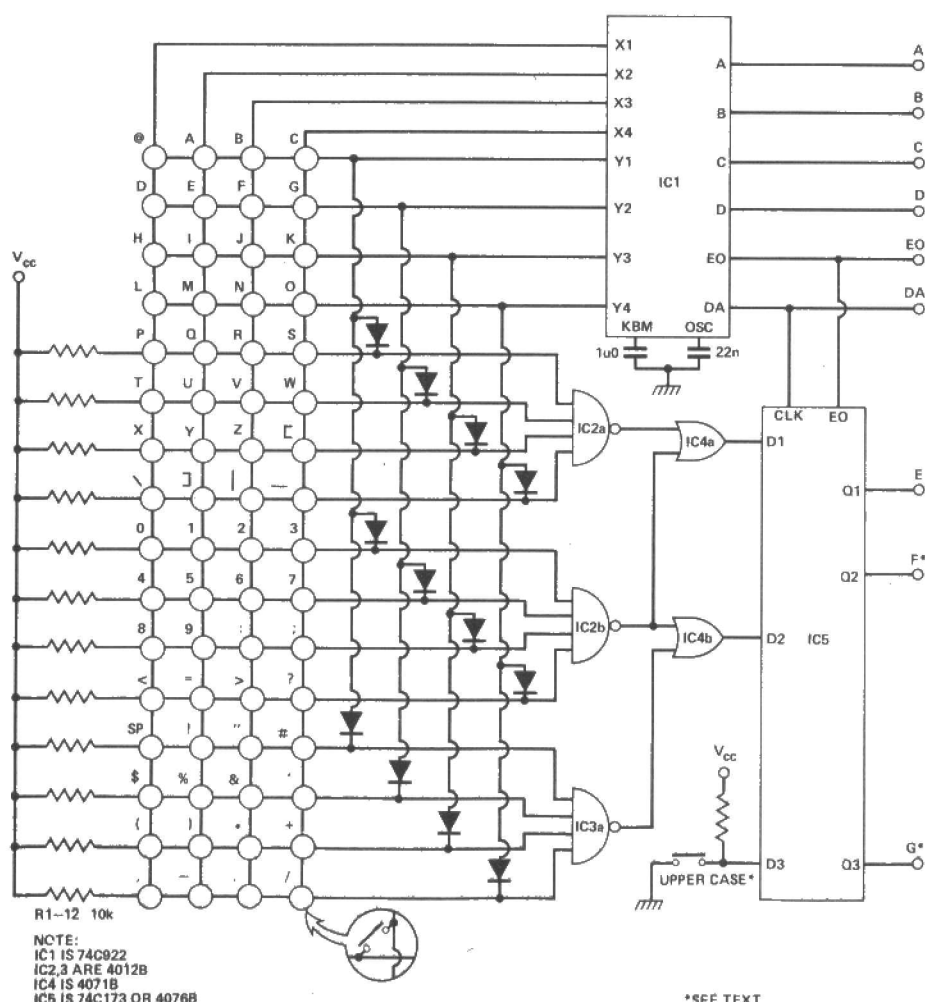 X1
A
A
X2
B
B
X3
@ A B C
X4
Y1
C
C
IC1
D E F G
Y2
D
D
H I J K
Vcc
Y3
EO
EO
L M N O
Y4
DA
DA
P Q R S
KBM OSC
1u0 22n
T U V W
CLK EO
IC2a
IC4a
D1
X Y Z [
\ ] | —
Q1
E
0 1 2 3
4 5 6 7
Q2
F*
IC2b
IC4b
D2
IC5
8 9 : ;
< = > ?
SP ! " #
Vcc
$ % & '
( ) * +
IC3a
D3
Q3
G*
UPPER CASE*
, ~ . /
R1–12 10k
NOTE:
IC1 IS 74C922
IC2,3 ARE 4012B
IC4 IS 4071B
IC5 IS 74C173 OR 4076B
*SEE TEXT